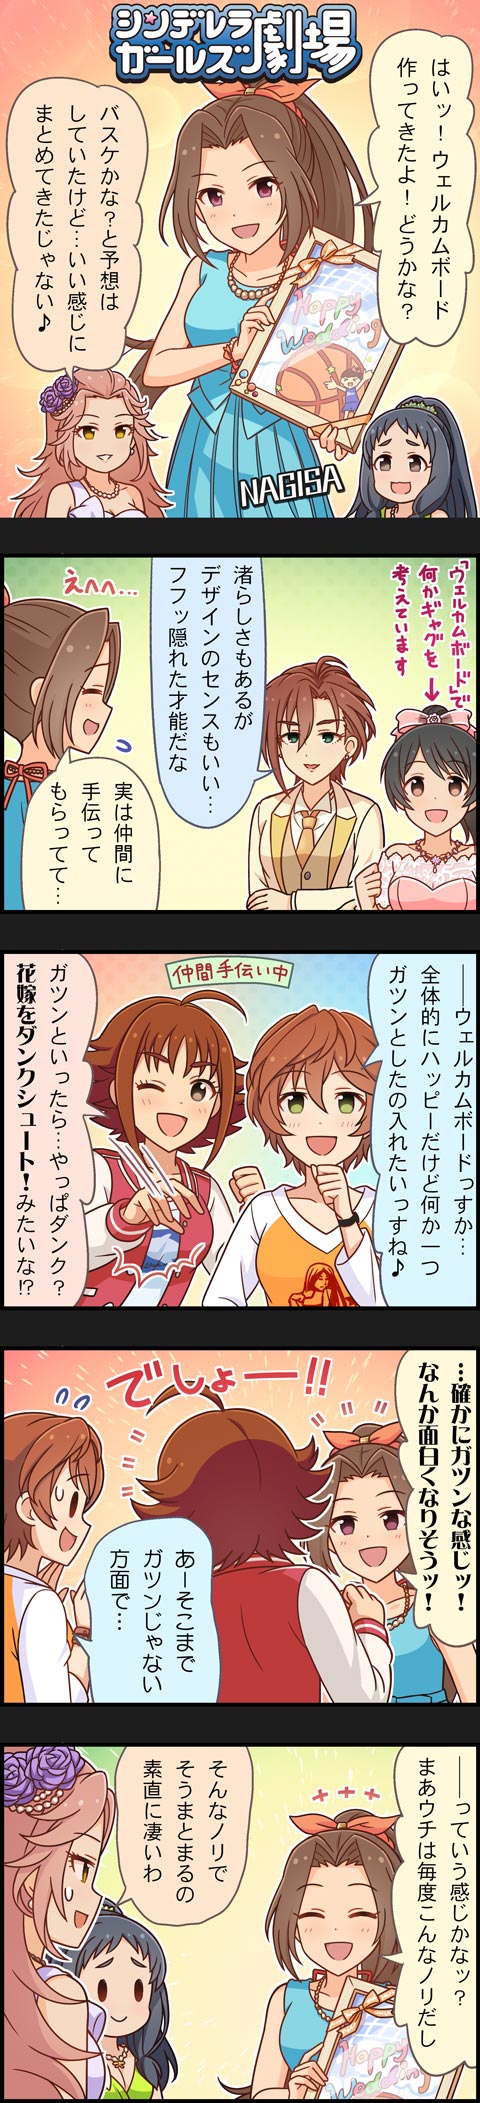 シンデレラ
ガールズ劇場
はいッ！ウェルカムボード
作ってきたよ！どうかな？
バスケかな？と予想は
していたけど…いい感じに
まとめてきたじゃない♪
Happy
Wedding
NAGISA
「ウェルカムボード」で
何かギャグを
考えています
渚らしさもあるが
デザインのセンスもいい…
フフッ隠れた才能だな
えへへ…
実は仲間に
手伝って
もらってて…
仲間手伝い中
――ウェルカムボードっすか…
全体的にハッピーだけど何か一つ
ガツンとしたの入れたいっすね♪
ガツンといったら…やっぱダンク？
花嫁をダンクシュート！みたいな!?
…確かにガツンな感じッ！
なんか面白くなりそうッ！
でしょー!!
あーそこまで
ガツンじゃない
方面で…
――っていう感じかなッ？
まあウチは毎度こんなノリだし
そんなノリで
そうまとまるの
素直に凄いわ
Happy
Wedding